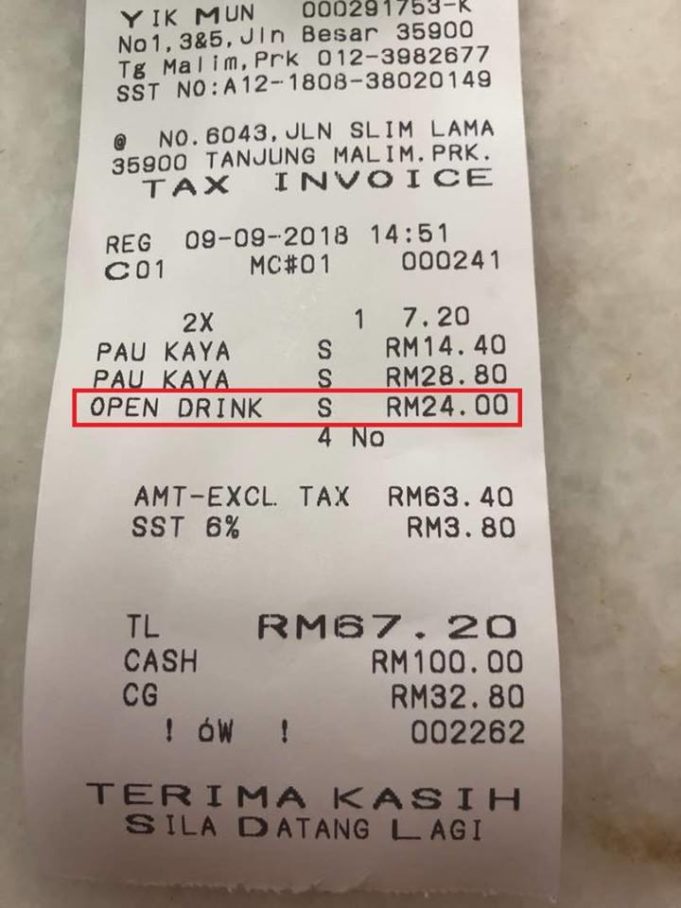 YIK MUN 000291753-K
No1,3&5,Jln Besar 35900
Tg Malim,Prk 012-3982677
SST NO:A12-1808-38020149
@ NO.6043,JLN SLIM LAMA
35900 TANJUNG MALIM.PRK.
TAX INVOICE
REG 09-09-2018 14:51
C01 MC#01 000241
2X 1 7.20
PAU KAYA S RM14.40
PAU KAYA S RM28.80
OPEN DRINK S RM24.00
4 No
AMT-EXCL. TAX RM63.40
SST 6% RM3.80
TL RM67.20
CASH RM100.00
CG RM32.80
! óW ! 002262
TERIMA KASIH
SILA DATANG LAGI